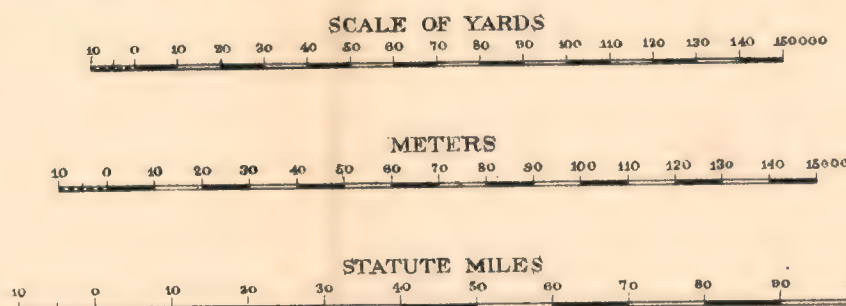 SCALE OF YARDS
10 0 10 20 30 40 50 60 70 80 90 100 110 120 130 140 150000
METERS
10 0 10 20 30 40 50 60 70 80 90 100 110 120 130 140 15000
STATUTE MILES
10 0 10 20 30 40 50 60 70 80 90